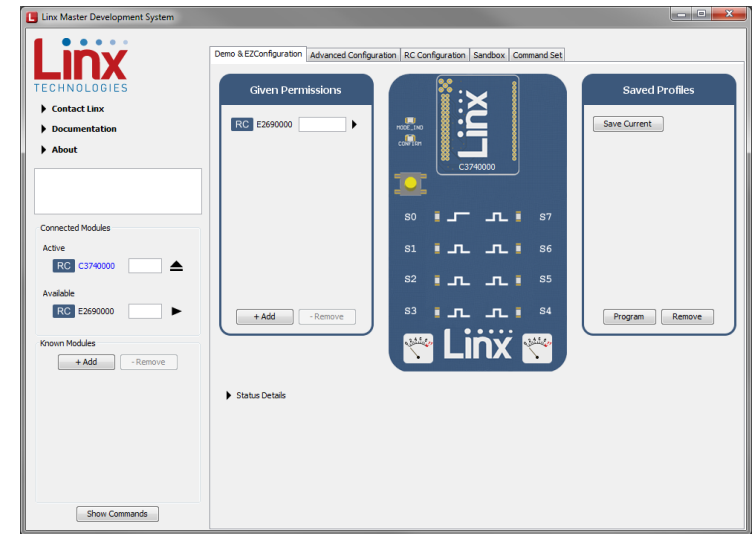 Linx Master Development System
Linx
TECHNOLOGIES
Contact Linx
Documentation
About
Connected Modules
Active
RC C3740000
Available
RC E2690000
Known Modules
+ Add - Remove
Show Commands
Demo & EZConfiguration Advanced Configuration RC Configuration Sandbox Command Set
Given Permissions
RC E2690000
+ Add - Remove
MODE_IND
CONFIRM
Linx
C3740000
S0 S7
S1 S6
S2 S5
S3 S4
Linx
Saved Profiles
Save Current
Program Remove
Status Details